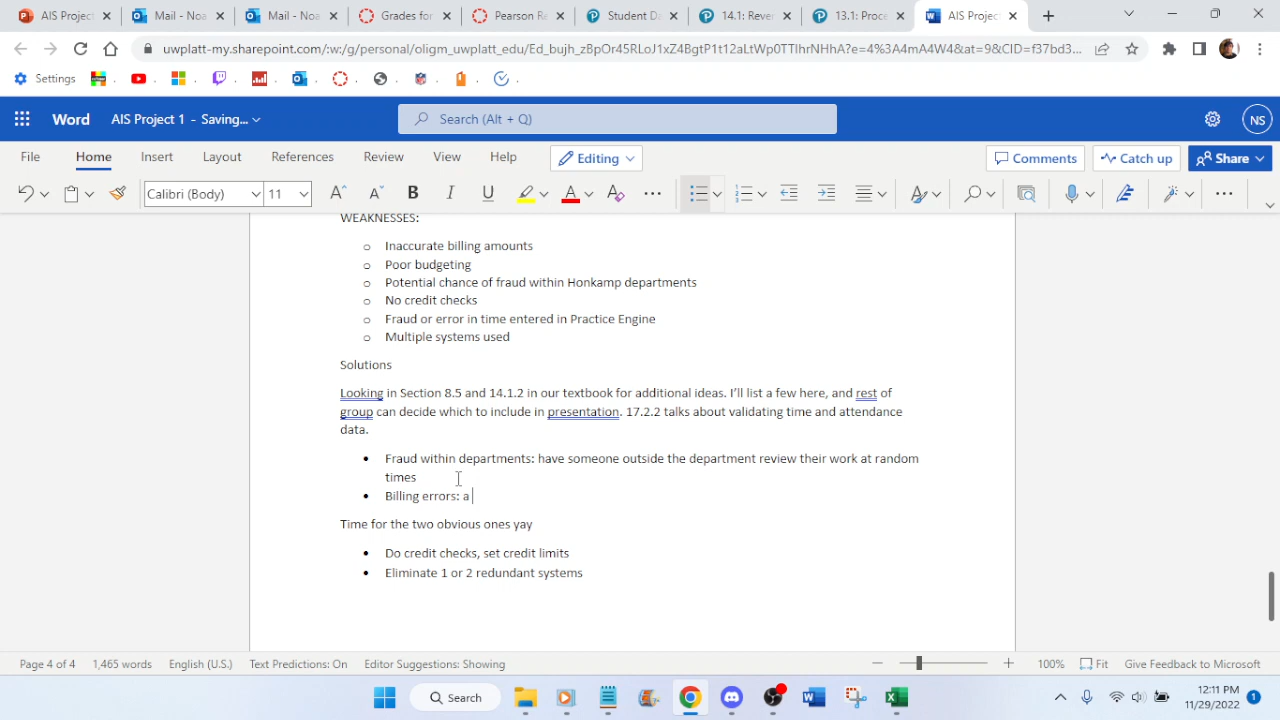 AIS Projec
Mail - Noa
Mail - Noa
Grades for
Pearson Re
Student Da
14.1: Rever
13.1: Proce
AIS Projec
uwplatt-my.sharepoint.com/:w:/g/personal/oligm_uwplatt_edu/Ed_bujh_zBpOr45RLoJ1xZ4BgtP1t12aLtWp0TTlhrNHhA?e=4%3A4mA4W4&at=9&CID=f37bd3...
Settings
Word AIS Project 1 - Saving...
Search (Alt + Q)
NS
File Home Insert Layout References Review View Help Editing Comments Catch up Share
Calibri (Body) 11
WEAKNESSES:
o Inaccurate billing amounts
o Poor budgeting
o Potential chance of fraud within Honkamp departments
o No credit checks
o Fraud or error in time entered in Practice Engine
o Multiple systems used
Solutions
Looking in Section 8.5 and 14.1.2 in our textbook for additional ideas. I'll list a few here, and rest of
group can decide which to include in presentation. 17.2.2 talks about validating time and attendance
data.
• Fraud within departments: have someone outside the department review their work at random
times
• Billing errors: a
Time for the two obvious ones yay
• Do credit checks, set credit limits
• Eliminate 1 or 2 redundant systems
Page 4 of 4 1,465 words English (U.S.) Text Predictions: On Editor Suggestions: Showing 100% Fit Give Feedback to Microsoft
Search
12:11 PM
11/29/2022
1